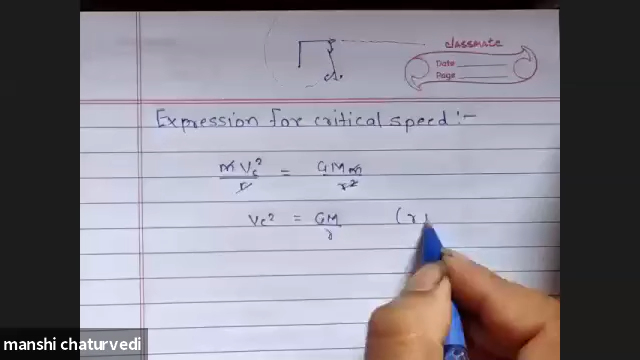 classmate
Date
Page
Expression for critical speed :-
mVc²/r = GMm/r²
Vc² = GM/r (r
manshi chaturvedi